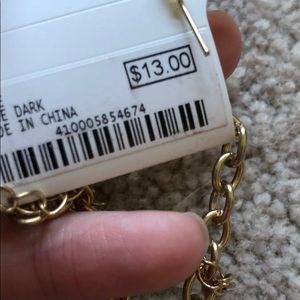 $13.00
E DARK
DE IN CHINA
410005854674